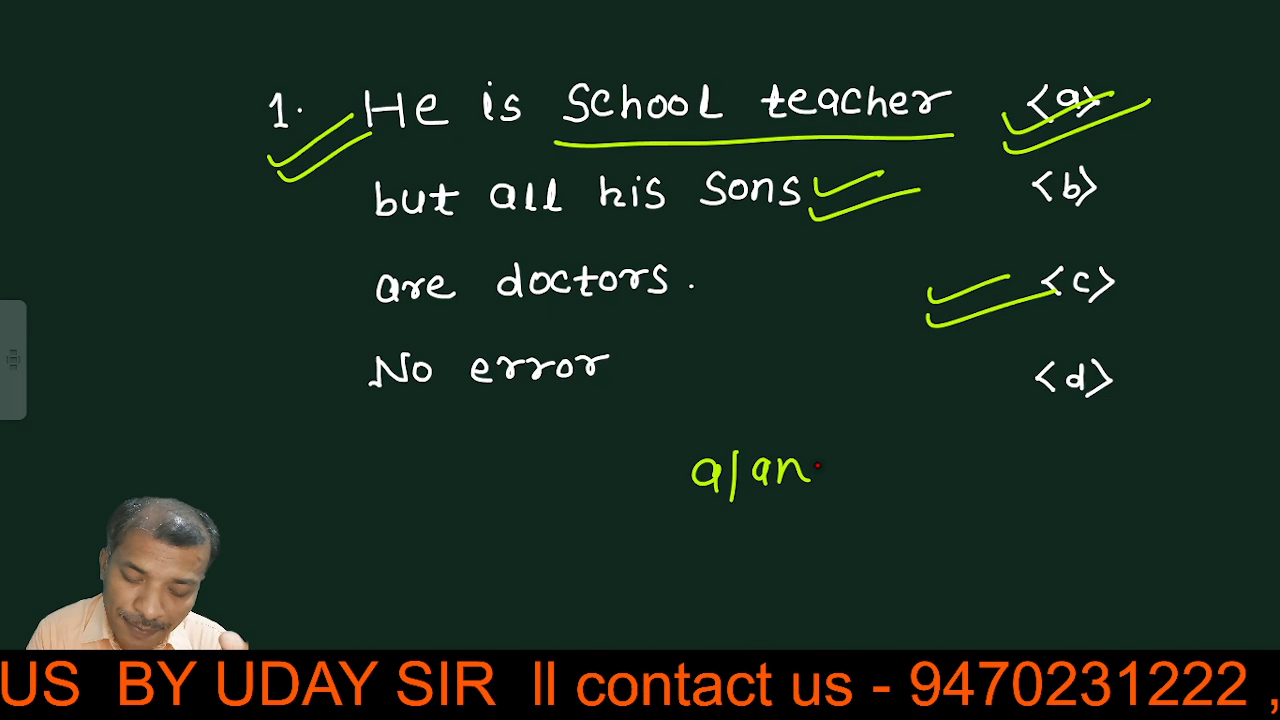 1. He is School teacher <a>
but all his sons <b>
are doctors. <c>
No error <d>
a/an
US BY UDAY SIR ll contact us - 9470231222 ,